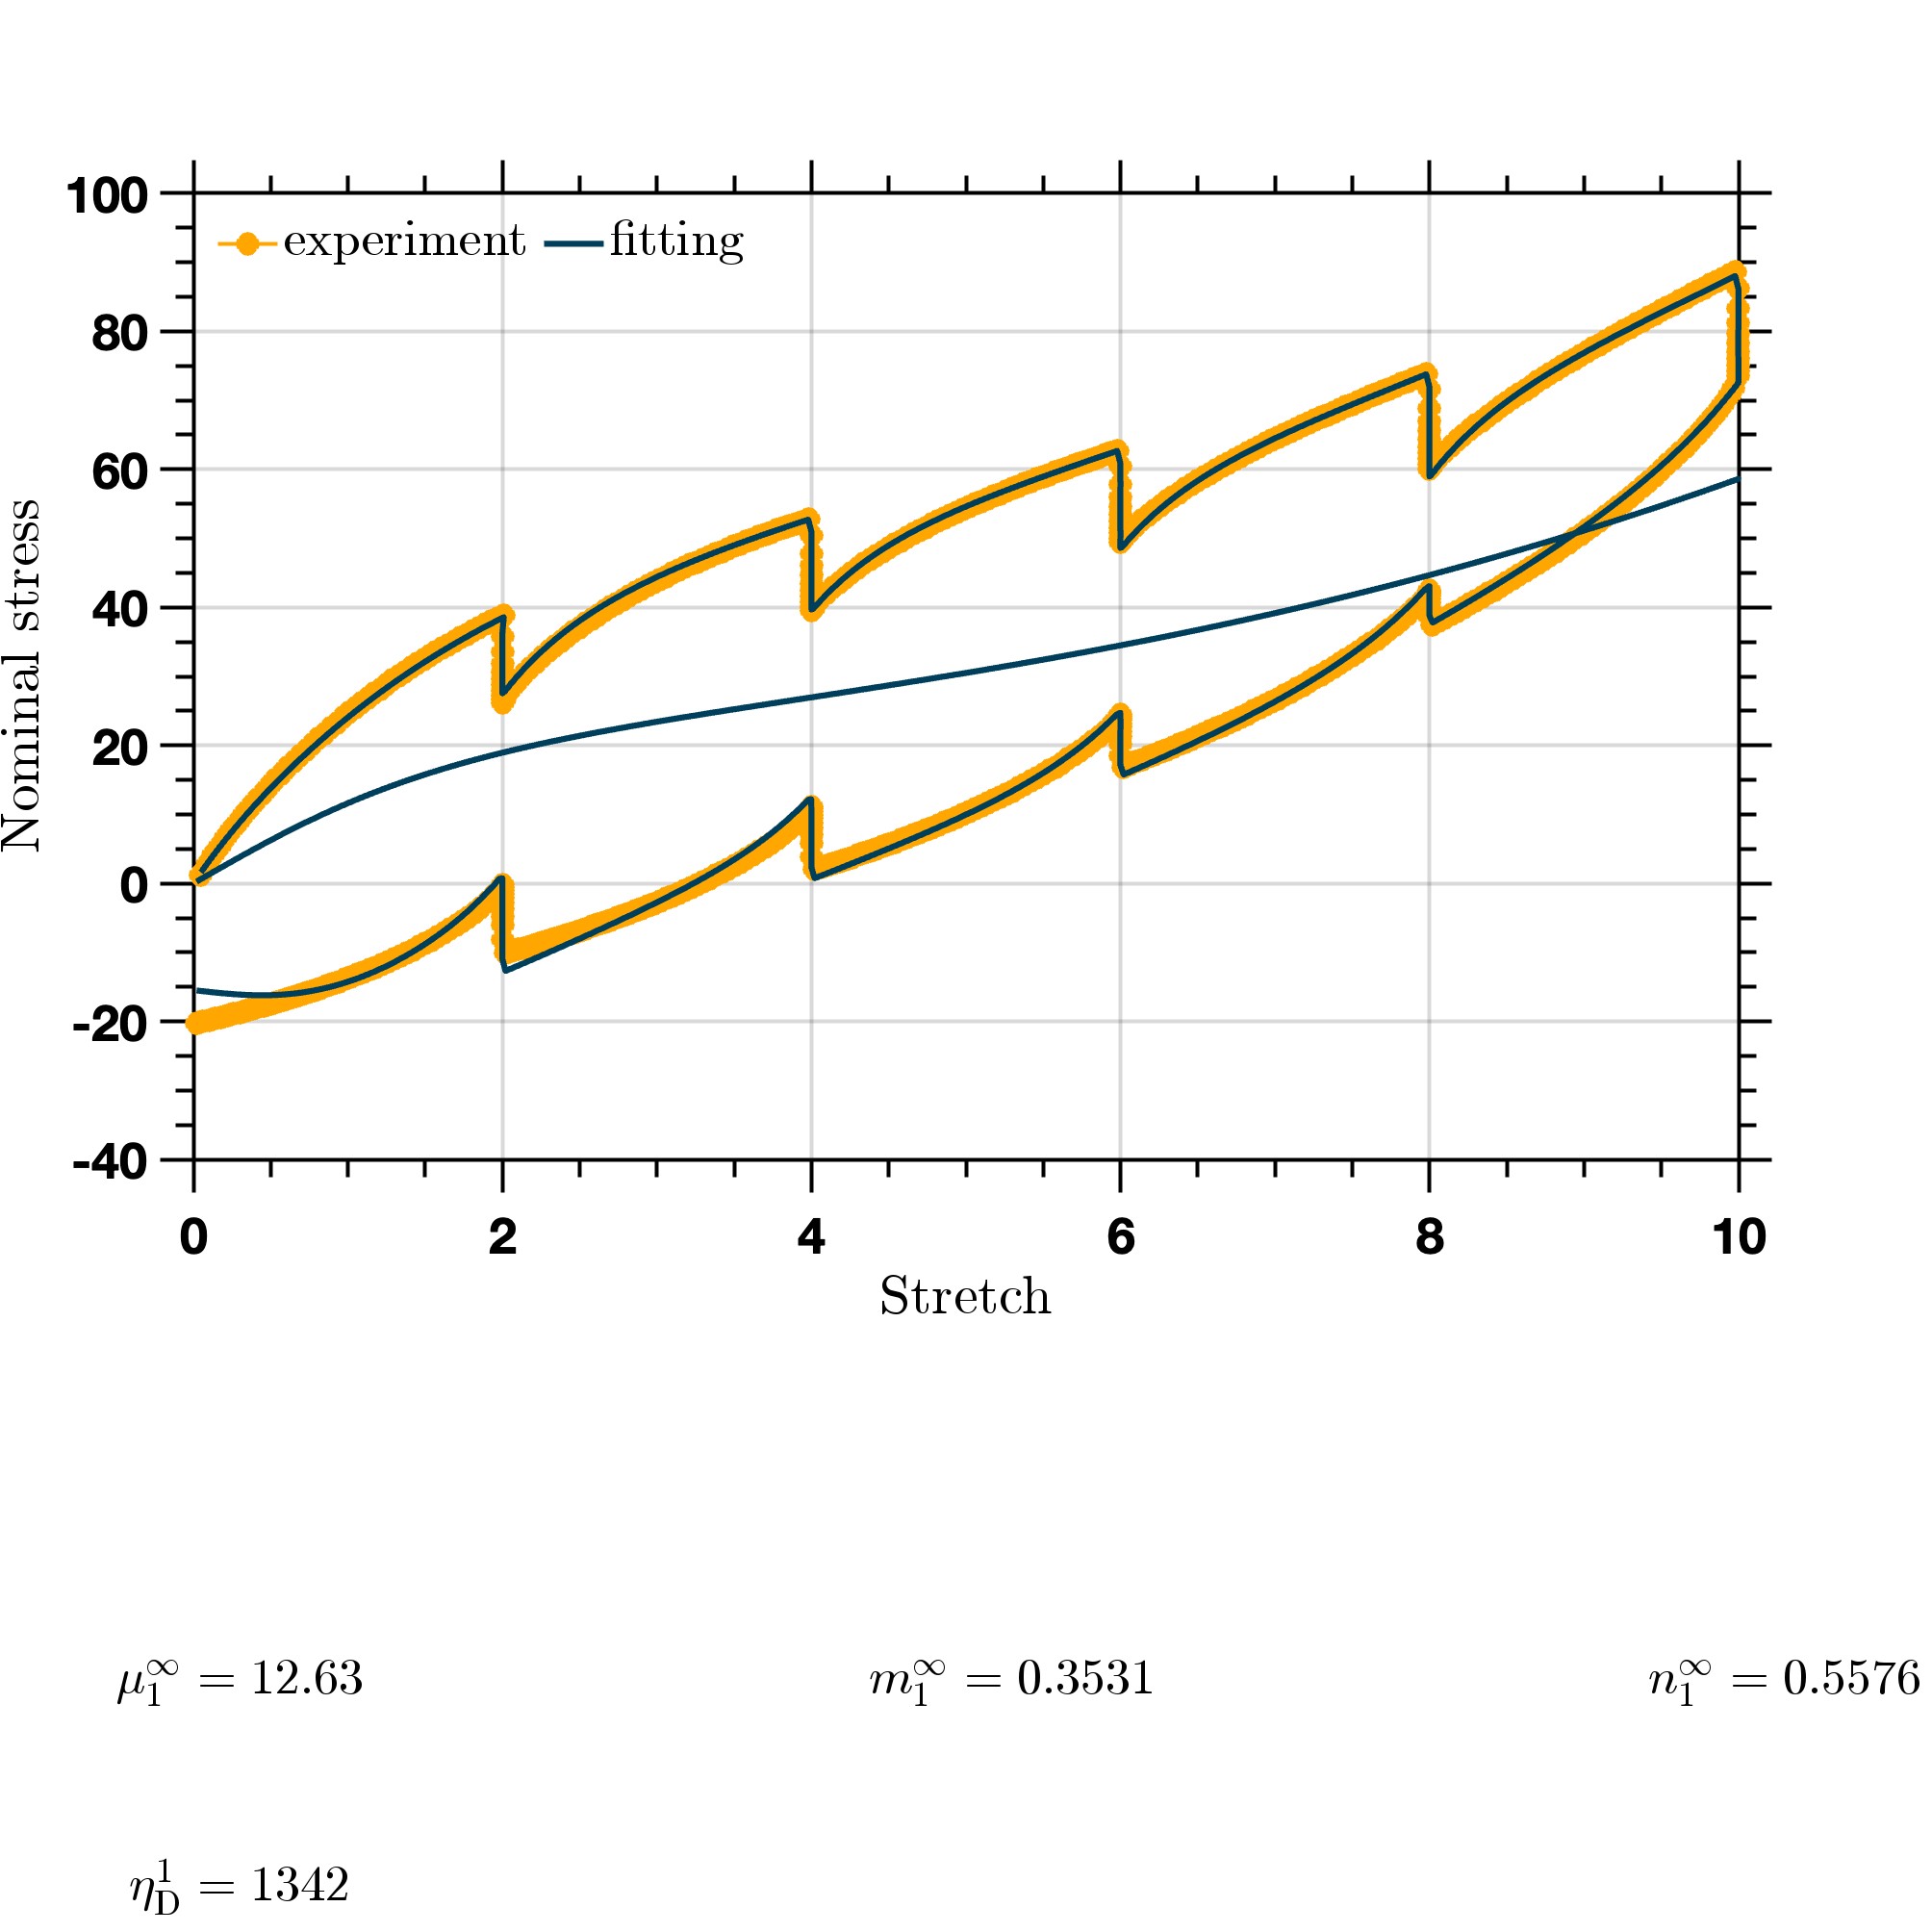 100
experiment fitting
80
60
40
20
0
-20
-40
Nominal stress
0 2 4 6 8 10
Stretch
μ₁^∞ = 12.63 m₁^∞ = 0.3531 n₁^∞ = 0.5576
η_D^1 = 1342